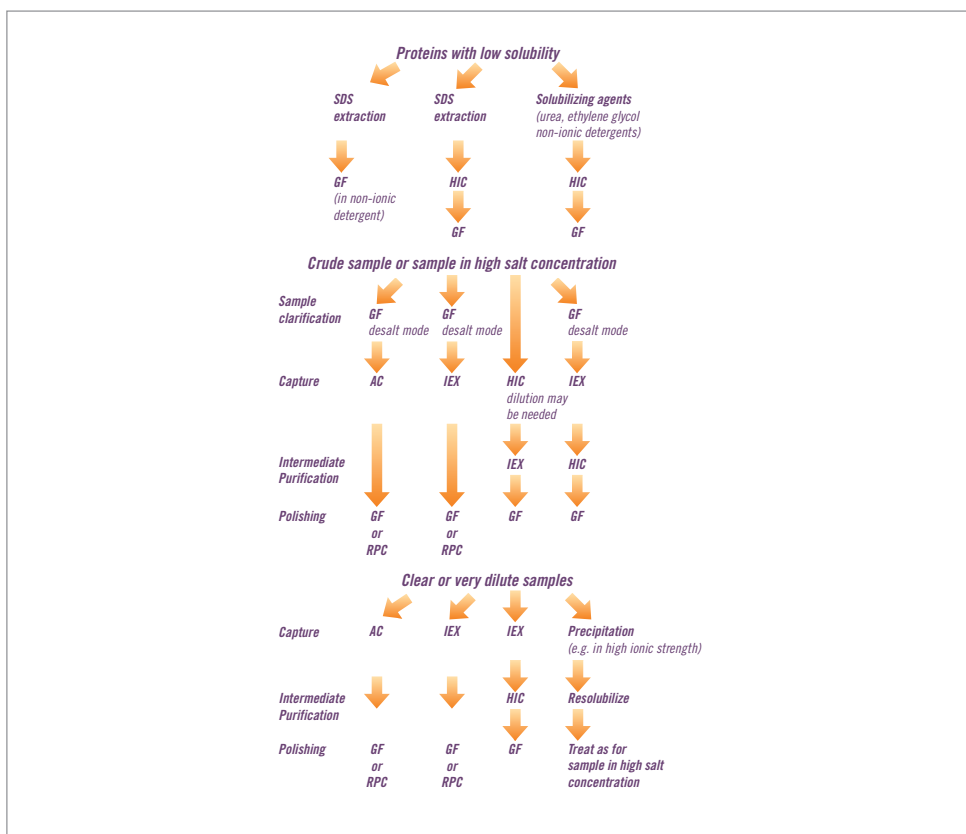 Proteins with low solubility
SDS SDS Solubilizing agents
extraction extraction (urea, ethylene glycol
non-ionic detergents)
GF HIC HIC
(in non-ionic
detergent)
GF GF
Crude sample or sample in high salt concentration
Sample
clarification
GF GF GF
desalt mode desalt mode desalt mode
Capture AC IEX HIC IEX
dilution may
be needed
Intermediate IEX HIC
Purification
Polishing GF GF GF GF
or or
RPC RPC
Clear or very dilute samples
Capture AC IEX IEX Precipitation
(e.g. in high ionic strength)
Intermediate HIC Resolubilize
Purification
Polishing GF GF GF Treat as for
or or sample in high salt
RPC RPC concentration